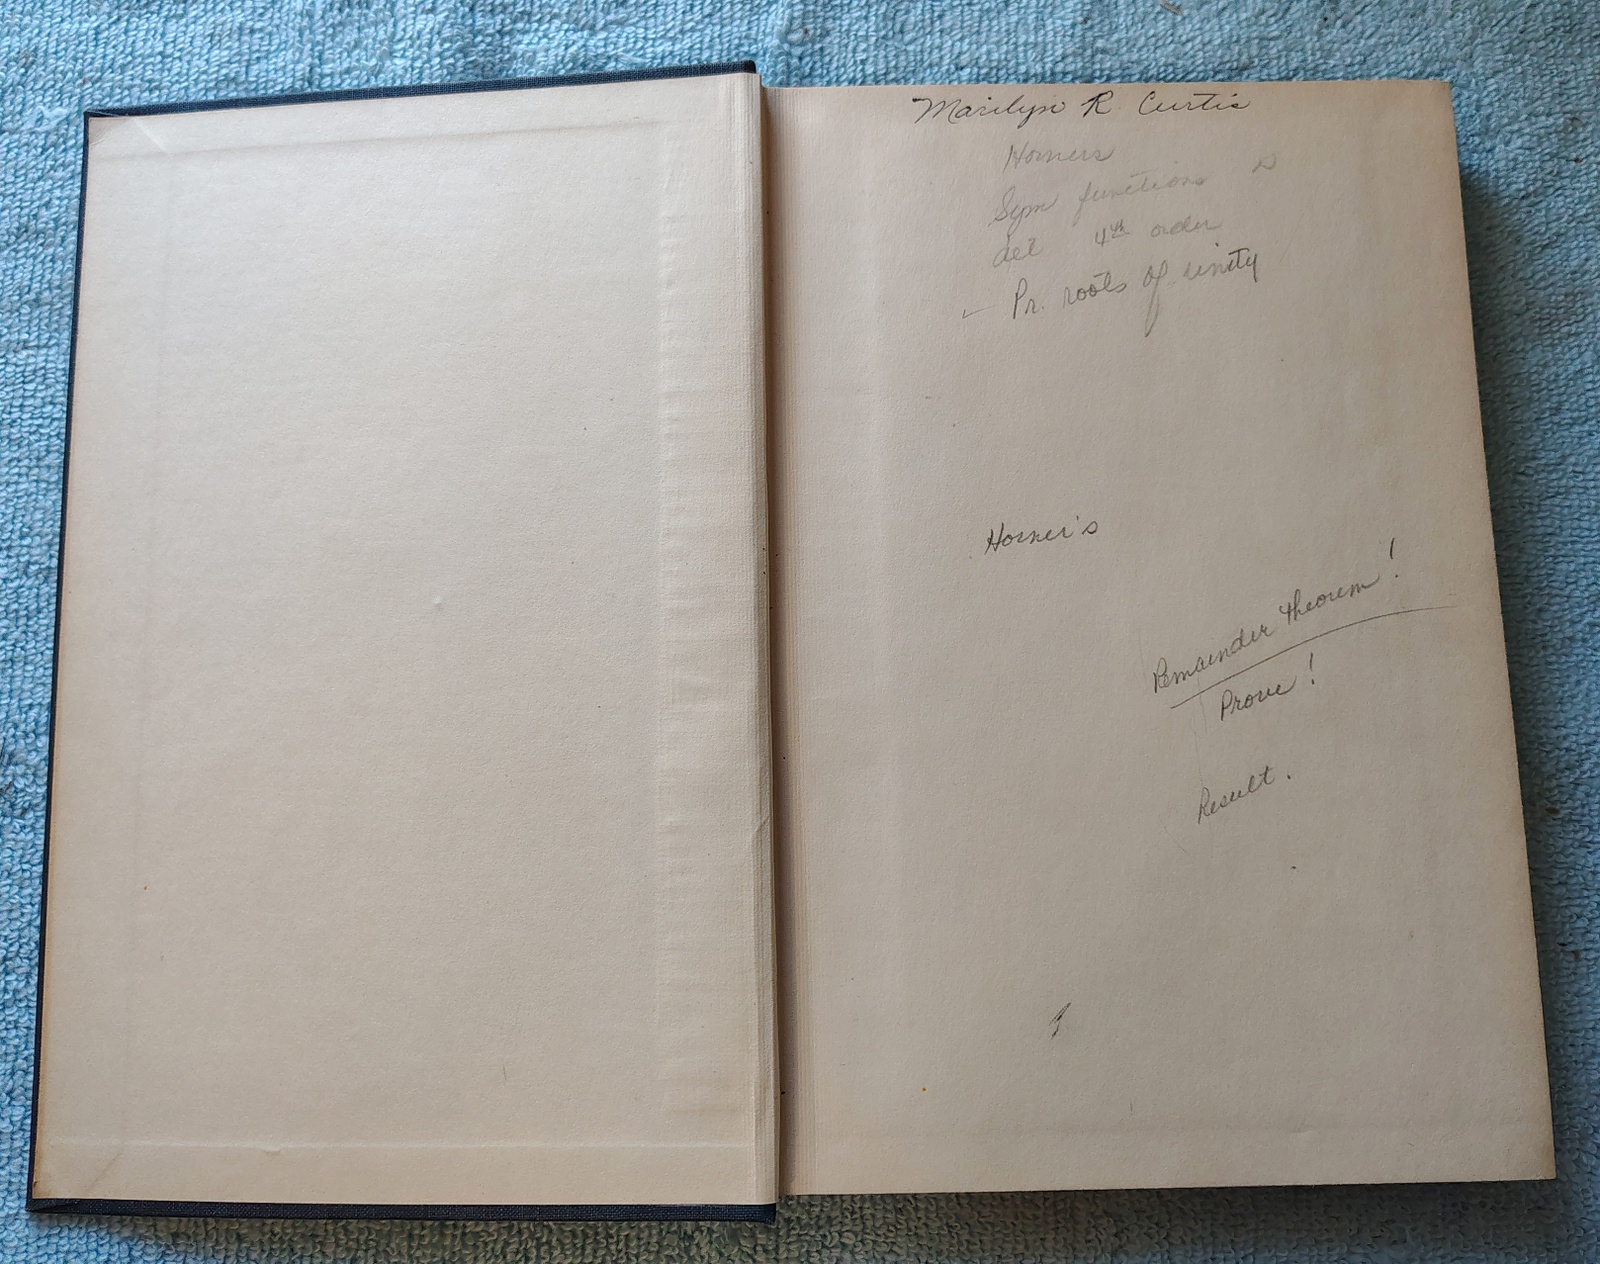 Marilyn R. Curtis
Horners
Sym functions s
det 4th order
– Pr. roots of unity
Horner's
Remainder theorem!
Prove!
Result.